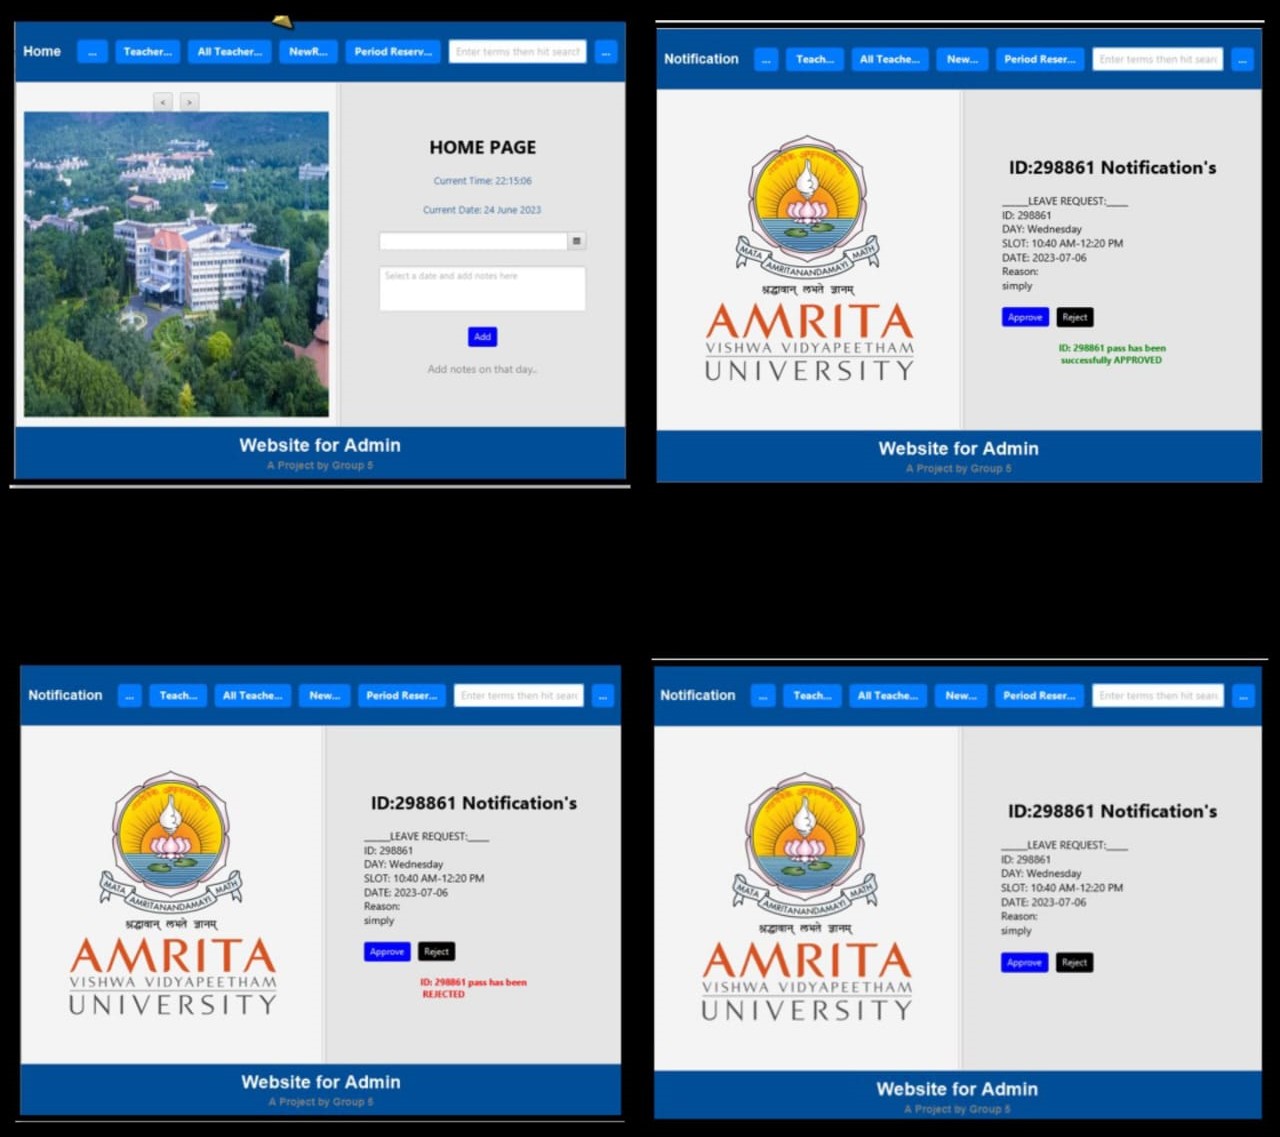 Home
...
Teacher...
All Teacher...
NewR...
Period Reserv...
Enter terms then hit search
...
<
>
HOME PAGE
Current Time: 22:15:06
Current Date: 24 June 2023
Select a date and add notes here
Add
Add notes on that day..
Website for Admin
A Project by Group 5
Notification
...
Teach...
All Teache...
New...
Period Reser...
Enter terms then hit sear
...
MATA AMRITANANDAMAYI MATH
श्रद्धावान् लभते ज्ञानम्
AMRITA
VISHWA VIDYAPEETHAM
UNIVERSITY
ID:298861 Notification's
_____LEAVE REQUEST:____
ID: 298861
DAY: Wednesday
SLOT: 10:40 AM-12:20 PM
DATE: 2023-07-06
Reason:
simply
Approve
Reject
ID: 298861 pass has been
successfully APPROVED
Website for Admin
A Project by Group 5
Notification
...
Teach...
All Teache...
New...
Period Reser...
Enter terms then hit sear
...
MATA AMRITANANDAMAYI MATH
श्रद्धावान् लभते ज्ञानम्
AMRITA
VISHWA VIDYAPEETHAM
UNIVERSITY
ID:298861 Notification's
_____LEAVE REQUEST:____
ID: 298861
DAY: Wednesday
SLOT: 10:40 AM-12:20 PM
DATE: 2023-07-06
Reason:
simply
Approve
Reject
ID: 298861 pass has been
REJECTED
Website for Admin
A Project by Group 5
Notification
...
Teach...
All Teache...
New...
Period Reser...
Enter terms then hit sear
...
MATA AMRITANANDAMAYI MATH
श्रद्धावान् लभते ज्ञानम्
AMRITA
VISHWA VIDYAPEETHAM
UNIVERSITY
ID:298861 Notification's
_____LEAVE REQUEST:____
ID: 298861
DAY: Wednesday
SLOT: 10:40 AM-12:20 PM
DATE: 2023-07-06
Reason:
simply
Approve
Reject
Website for Admin
A Project by Group 5